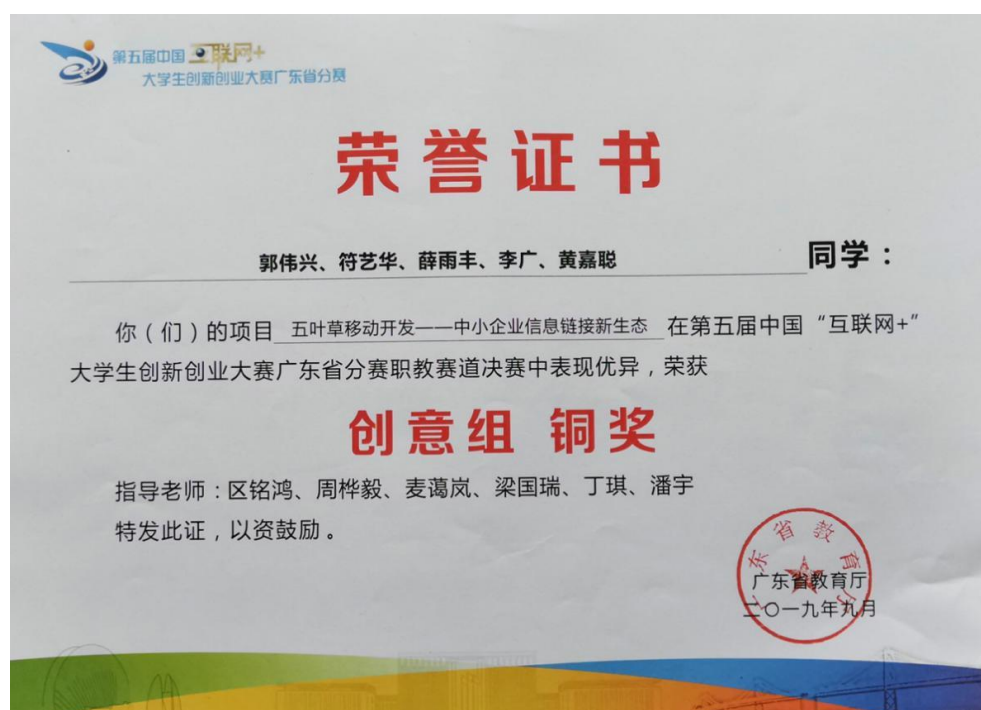 第五届中国互联网+
大学生创新创业大赛广东省分赛
荣誉证书
郭伟兴、符艺华、薛雨丰、李广、黄嘉聪 同学：
你（们）的项目 五叶草移动开发——中小企业信息链接新生态 在第五届中国“互联网+”
大学生创新创业大赛广东省分赛职教赛道决赛中表现优异，荣获
创意组 铜奖
指导老师：区铭鸿、周桦毅、麦蔼岚、梁国瑞、丁琪、潘宇
特发此证，以资鼓励。
广东省教育厅
广东省教育厅
二〇一九年九月